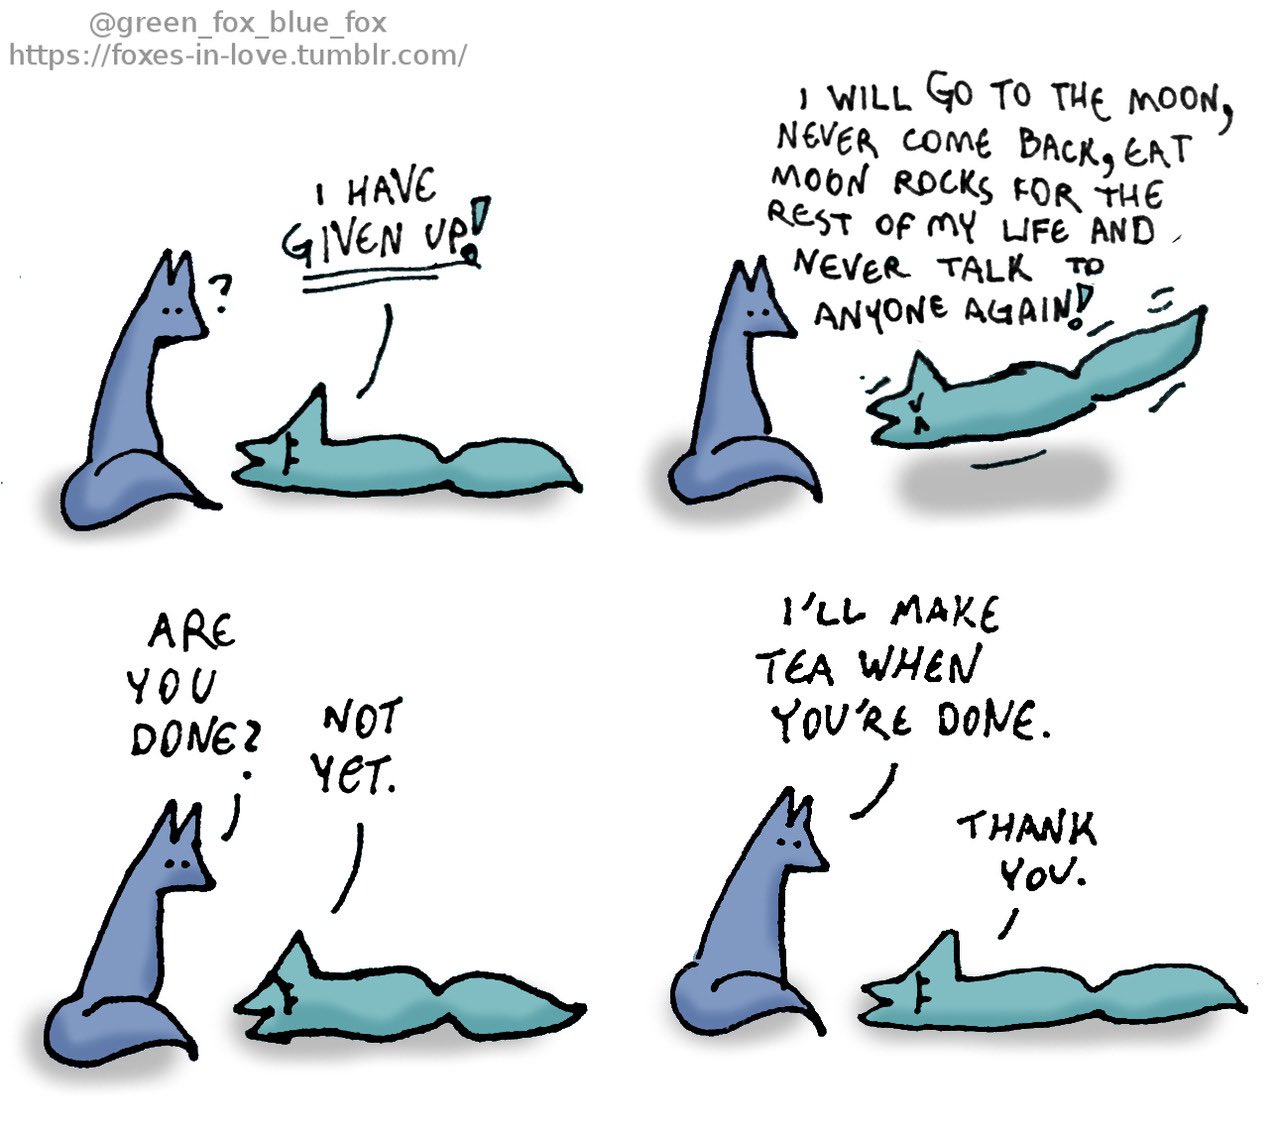 @green_fox_blue_fox
https://foxes-in-love.tumblr.com/
I HAVE
GIVEN UP!
?
I WILL GO TO THE MOON,
NEVER COME BACK, EAT
MOON ROCKS FOR THE
REST OF MY LIFE AND
NEVER TALK TO
ANYONE AGAIN!
ARE
YOU
DONE?
NOT
YET.
I'LL MAKE
TEA WHEN
YOU'RE DONE.
THANK
YOU.